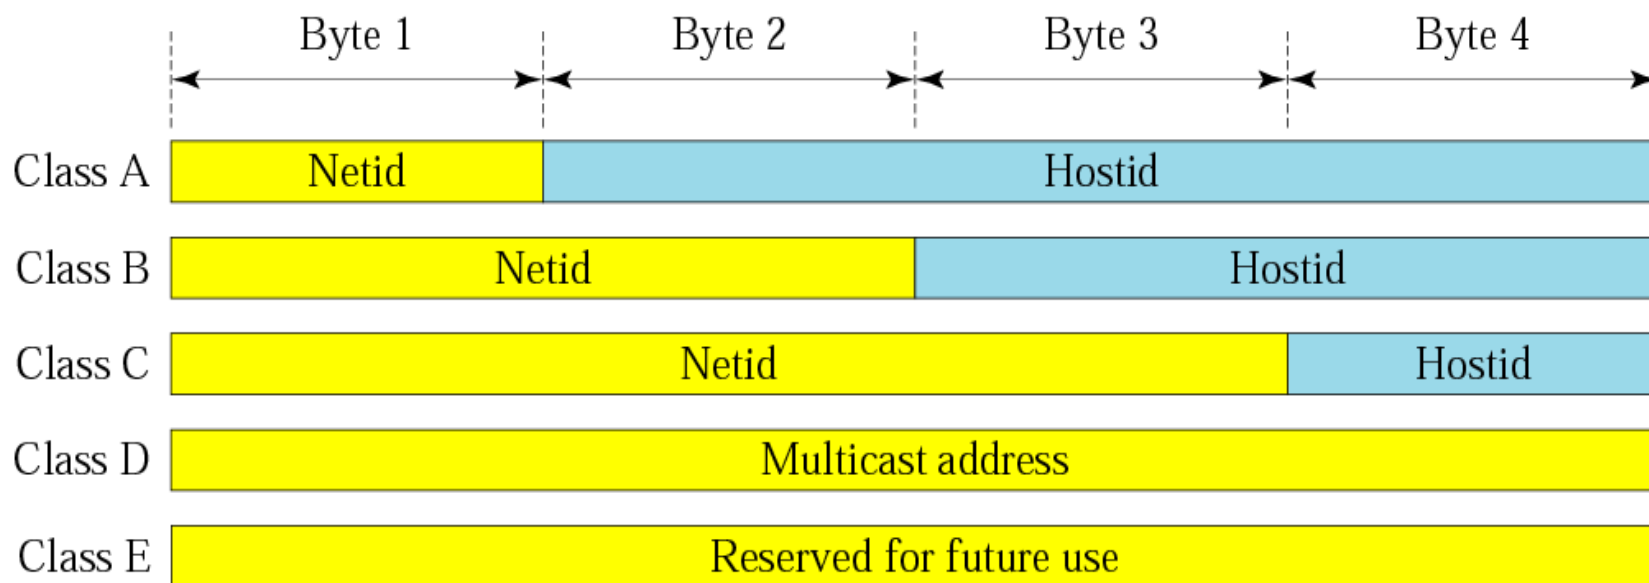 Byte 1 Byte 2 Byte 3 Byte 4
Class A Netid Hostid
Class B Netid Hostid
Class C Netid Hostid
Class D Multicast address
Class E Reserved for future use